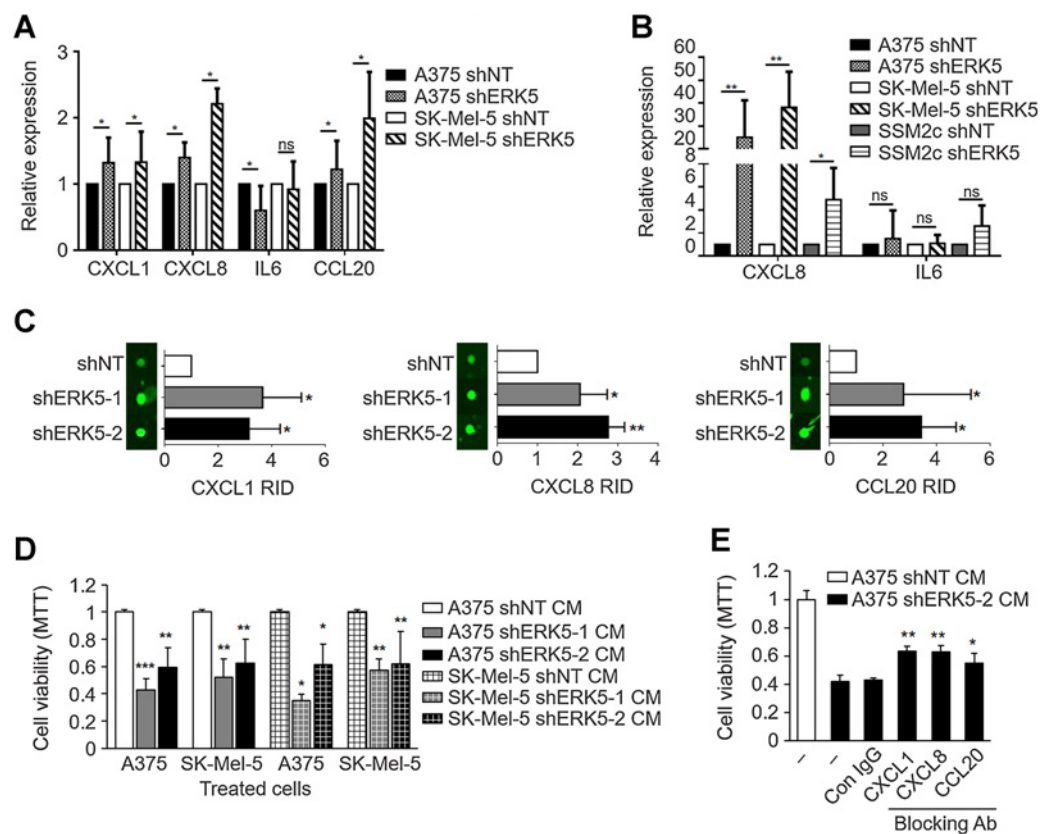 A
Relative expression
3
2
1
0
* * * * * ns * *
CXCL1 CXCL8 IL6 CCL20
A375 shNT
A375 shERK5
SK-Mel-5 shNT
SK-Mel-5 shERK5
B
Relative expression
60
50
40
30
20
8
6
4
2
0
** ** * ns ns ns
CXCL8 IL6
A375 shNT
A375 shERK5
SK-Mel-5 shNT
SK-Mel-5 shERK5
SSM2c shNT
SSM2c shERK5
C
shNT
shERK5-1 *
shERK5-2 *
0 2 4 6
CXCL1 RID
shNT
shERK5-1 *
shERK5-2 **
0 1 2 3 4
CXCL8 RID
shNT
shERK5-1 *
shERK5-2 *
0 2 4 6
CCL20 RID
D
Cell viability (MTT)
1.2
1
0.8
0.6
0.4
0.2
0
*** ** ** ** * * ** **
A375 SK-Mel-5 A375 SK-Mel-5
Treated cells
A375 shNT CM
A375 shERK5-1 CM
A375 shERK5-2 CM
SK-Mel-5 shNT CM
SK-Mel-5 shERK5-1 CM
SK-Mel-5 shERK5-2 CM
E
Cell viability (MTT)
1.2
1
0.8
0.6
0.4
0.2
0
** ** *
– – Con IgG CXCL1 CXCL8 CCL20
Blocking Ab
A375 shNT CM
A375 shERK5-2 CM